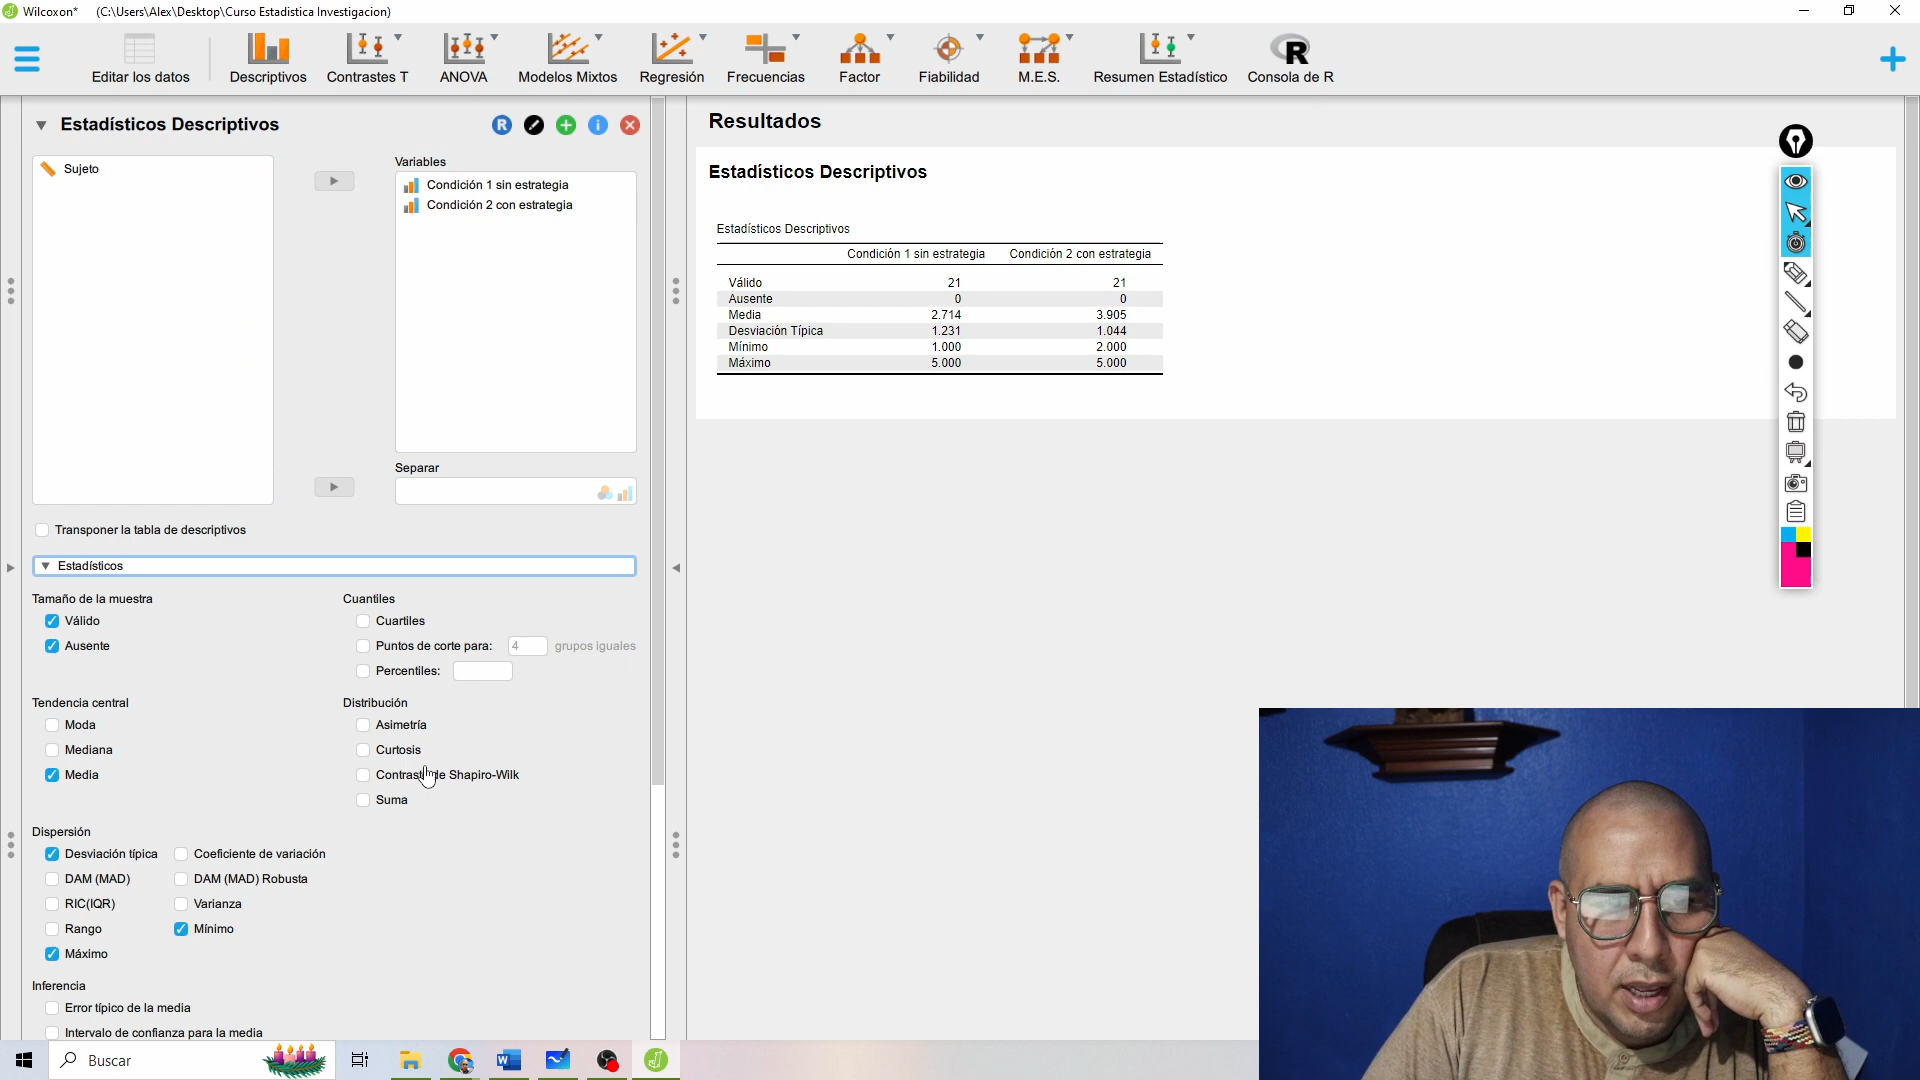 Wilcoxon* (C:\Users\Alex\Desktop\Curso Estadistica Investigacion)
Editar los datos
Descriptivos
Contrastes T
ANOVA
Modelos Mixtos
Regresión
Frecuencias
Factor
Fiabilidad
M.E.S.
Resumen Estadístico
R
Consola de R
Estadísticos Descriptivos
R
Sujeto
Variables
Condición 1 sin estrategia
Condición 2 con estrategia
Separar
Transponer la tabla de descriptivos
Estadísticos
Tamaño de la muestra
Válido
Ausente
Cuantiles
Cuartiles
Puntos de corte para: 4 grupos iguales
Percentiles:
Tendencia central
Moda
Mediana
Media
Distribución
Asimetría
Curtosis
Contraste de Shapiro-Wilk
Suma
Dispersión
Desviación típica Coeficiente de variación
DAM (MAD) DAM (MAD) Robusta
RIC(IQR) Varianza
Rango Mínimo
Máximo
Inferencia
Error típico de la media
Intervalo de confianza para la media
Resultados
Estadísticos Descriptivos
Estadísticos Descriptivos
Condición 1 sin estrategia Condición 2 con estrategia
Válido 21 21
Ausente 0 0
Media 2.714 3.905
Desviación Típica 1.231 1.044
Mínimo 1.000 2.000
Máximo 5.000 5.000
Buscar